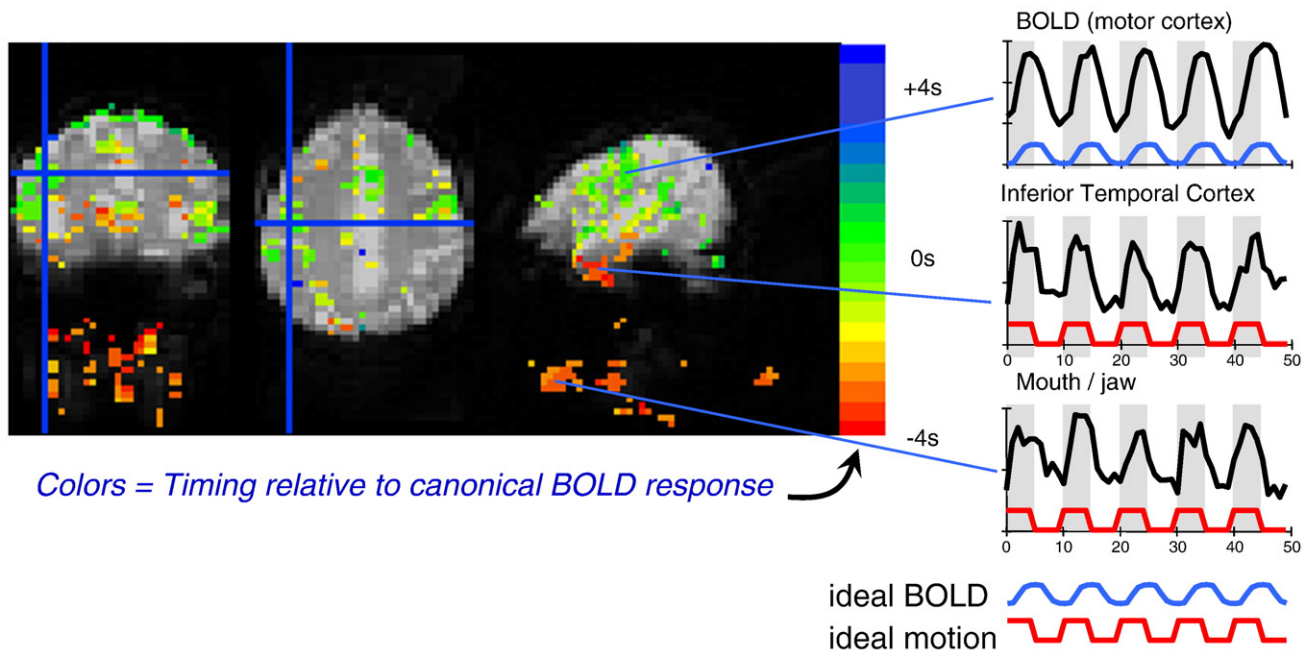 BOLD (motor cortex)
+4s
Inferior Temporal Cortex
0s
0 10 20 30 40 50
Mouth / jaw
-4s
Colors = Timing relative to canonical BOLD response
0 10 20 30 40 50
ideal BOLD
ideal motion